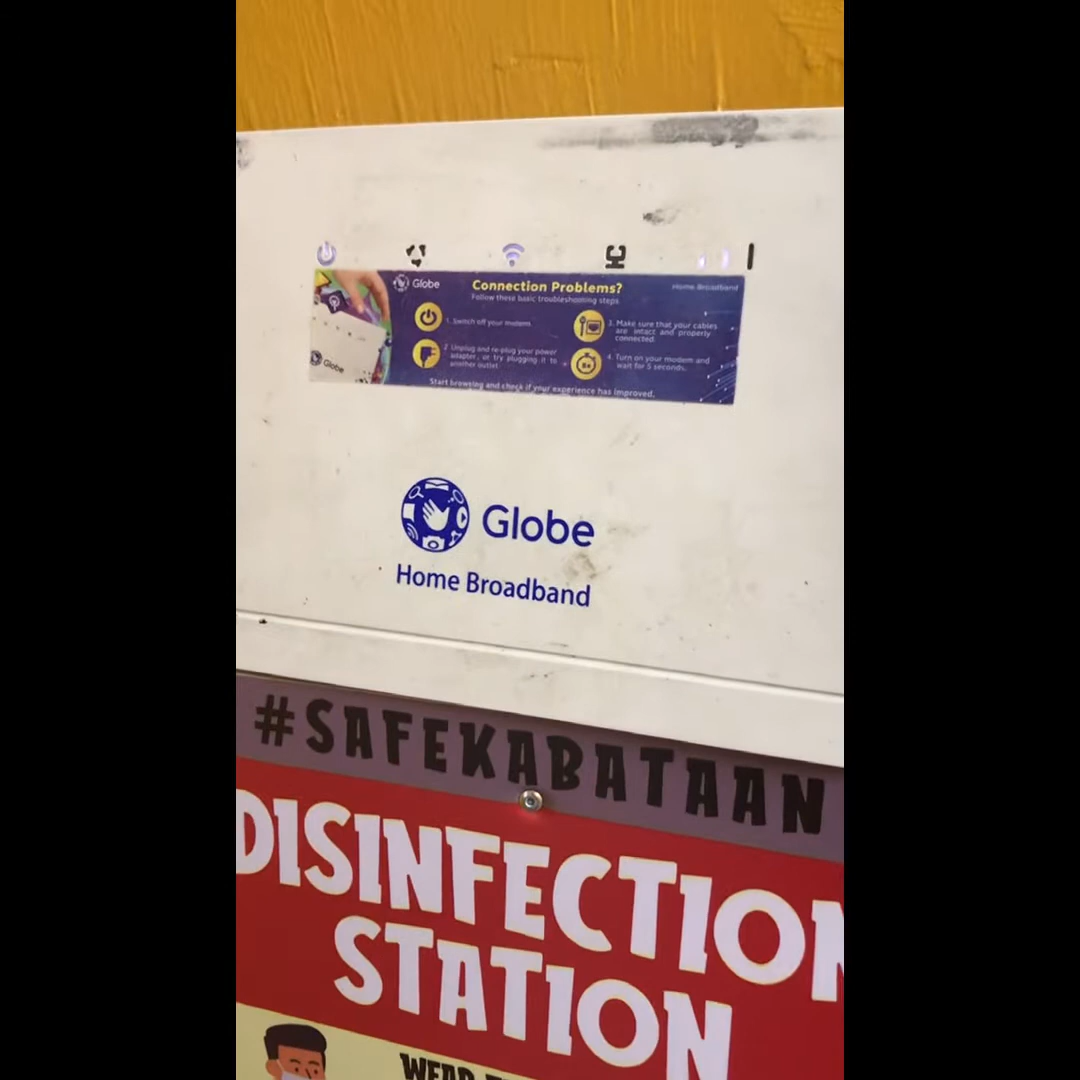 Globe
Connection Problems?
Home Broadband
Follow these basic troubleshooting steps
1. Switch off your modem.
2. Unplug and re-plug your power
adapter, or try plugging it to
another outlet.
3. Make sure that your cables
are intact and properly
connected.
4. Turn on your modem and
wait for 5 seconds.
Globe
Start browsing and check if your experience has improved.
Globe
Home Broadband
#SAFEKABATAAN
DISINFECTION
STATION
WEAR